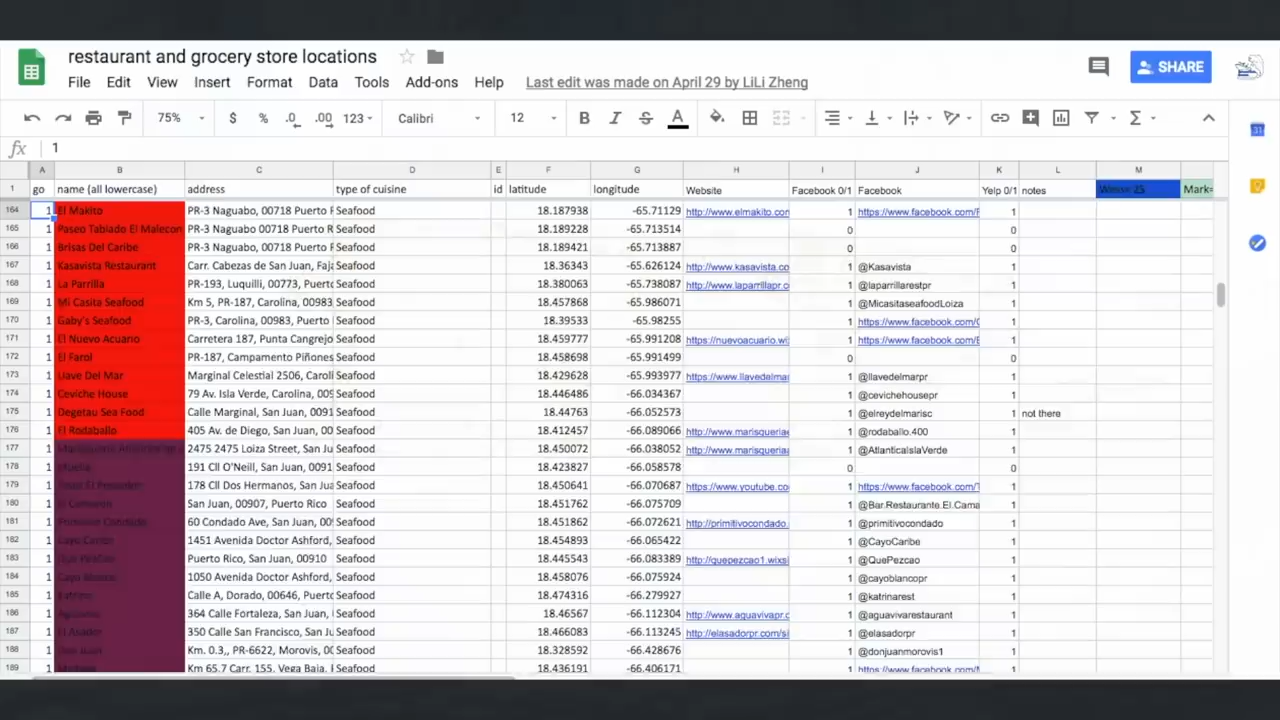 restaurant and grocery store locations
File Edit View Insert Format Data Tools Add-ons Help Last edit was made on April 29 by LiLi Zheng
SHARE
75% $ % .0 .00 123 Calibri 12 B I S A
fx 1
A B C D E F G H I J K L M
1 go name (all lowercase) address type of cuisine id latitude longitude Website Facebook 0/1 Facebook Yelp 0/1 notes Weiss= 25 Mark=
164 1 El Makito PR-3 Naguabo, 00718 Puerto R Seafood 18.187938 -65.71129 http://www.elmakito.com 1 https://www.facebook.com/ 1
165 1 Paseo Tablado El Malecon PR-3 Naguabo 00718 Puerto R Seafood 18.189228 -65.713514 0 0
166 1 Brisas Del Caribe PR-3 Naguabo, 00718 Puerto R Seafood 18.189421 -65.713887 0 0
167 1 Kasavista Restaurant Carr. Cabezas de San Juan, Faja Seafood 18.36343 -65.626124 http://www.kasavista.co 1 @Kasavista 1
168 1 La Parrilla PR-193, Luquilli, 00773, Puerto Seafood 18.380063 -65.738087 http://www.laparrillapr.c 1 @laparrillarestpr 1
169 1 Mi Casita Seafood Km 5, PR-187, Carolina, 00983 Seafood 18.457868 -65.986071 1 @MicasitaseafoodLoiza 1
170 1 Gaby's Seafood PR-3, Carolina, 00983, Puerto Seafood 18.39533 -65.98255 1 https://www.facebook.com/ 1
171 1 El Nuevo Acuario Carretera 187, Punta Cangrejo Seafood 18.459777 -65.991208 https://nuevoacuario.wi 1 https://www.facebook.com/ 1
172 1 El Farol PR-187, Campamento Piñones Seafood 18.458698 -65.991499 0 0
173 1 Llave Del Mar Marginal Celestial 2506, Caroli Seafood 18.429628 -65.993977 https://www.llavedelma 1 @llavedelmarpr 1
174 1 Ceviche House 79 Av. Isla Verde, Carolina, 00 Seafood 18.446486 -66.034367 1 @cevichehousepr 1
175 1 Degetau Sea Food Calle Marginal, San Juan, 0091 Seafood 18.44763 -66.052573 1 @elreydelmarisc 1 not there
176 1 El Rodaballo 405 Av. de Diego, San Juan, 00 Seafood 18.412457 -66.089066 http://www.marisqueria 1 @rodaballo.400 1
177 1 2475 2475 Loiza Street, San Ju Seafood 18.450072 -66.038052 http://www.marisqueria 1 @AtlanticaIslaVerde 1
178 1 191 Cll O'Neill, San Juan, 0091 Seafood 18.423827 -66.058578 0 0
179 1 178 Cll Dos Hermanos, San Jua Seafood 18.450641 -66.070687 https://www.youtube.co 1 https://www.facebook.com/ 1
180 1 San Juan, 00907, Puerto Rico Seafood 18.451762 -66.075709 1 @Bar.Restaurante.El.Cama 1
181 1 Primitivo Condado 60 Condado Ave, San Juan, 00 Seafood 18.451862 -66.072621 http://primitivocondado. 1 @primitivocondado 1
182 1 Cayo Caribe 1451 Avenida Doctor Ashford, Seafood 18.454893 -66.065422 1 @CayoCaribe 1
183 1 Que PezCao Puerto Rico, San Juan, 00910 Seafood 18.445543 -66.083389 http://quepezcao1.wixs 1 @QuePezcao 1
184 1 Cayo Blanco 1050 Avenida Doctor Ashford, Seafood 18.458076 -66.075924 1 @cayoblancopr 1
185 1 Katrina Calle A, Dorado, 00646, Puerto Seafood 18.474316 -66.279927 1 @katrinarest 1
186 1 Aguaviva 364 Calle Fortaleza, San Juan, Seafood 18.46567 -66.112304 http://www.aguavivapr.c 1 @aguavivarestaurant 1
187 1 El Asador 350 Calle San Francisco, San Ju Seafood 18.466083 -66.113245 http://elasadorpr.com/s 1 @elasadorpr 1
188 1 Don Juan Km. 0.3,, PR-6622, Morovis, 00 Seafood 18.328592 -66.428676 1 @donjuanmorovis1 1
189 1 Km 65.7 Carr. 155, Vega Baja, Seafood 18.436191 -66.406171 1 https://www.facebook.com/ 1